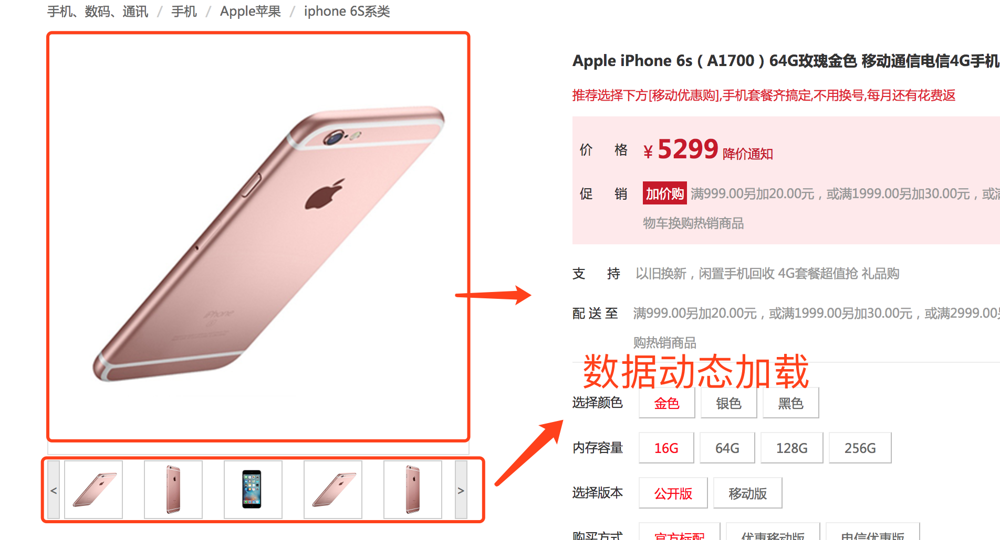 手机、数码、通讯 / 手机 / Apple苹果 / iphone 6S系类
Apple iPhone 6s（A1700）64G玫瑰金色 移动通信电信4G手机
推荐选择下方[移动优惠购],手机套餐齐搞定,不用换号,每月还有花费返
价 格 ¥ 5299 降价通知
促 销 加价购 满999.00另加20.00元，或满1999.00另加30.00元，或满
物车换购热销商品
支 持 以旧换新，闲置手机回收 4G套餐超值抢 礼品购
配 送 至 满999.00另加20.00元，或满1999.00另加30.00元，或满2999.00另
购热销商品
数据动态加载
选择颜色 金色 银色 黑色
内存容量 16G 64G 128G 256G
选择版本 公开版 移动版
购买方式 官方标配 优惠移动版 电信优惠版
iPhone
< >